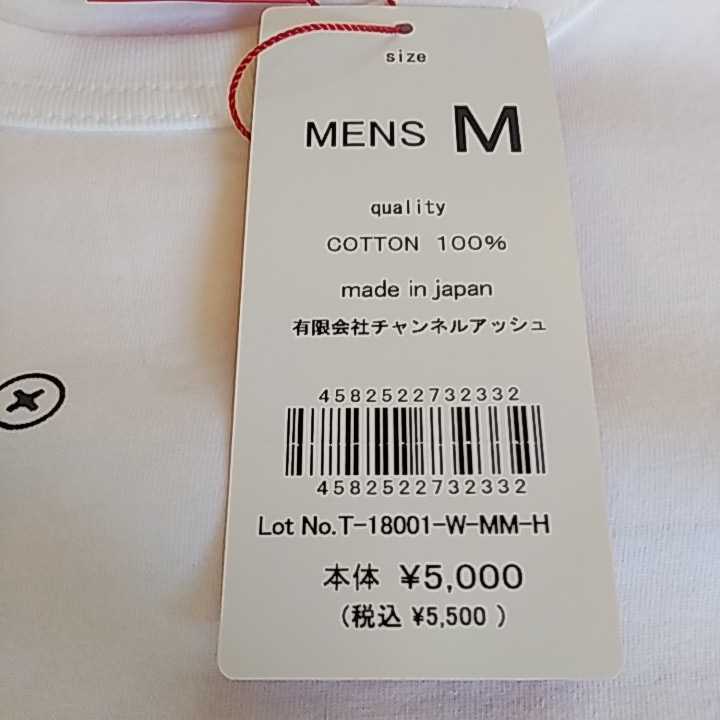 size
MENS M
quality
COTTON 100%
made in japan
有限会社チャンネルアッシュ
4582522732332
4582522732332
Lot No.T-18001-W-MM-H
本体 ¥5,000
(税込 ¥5,500 )